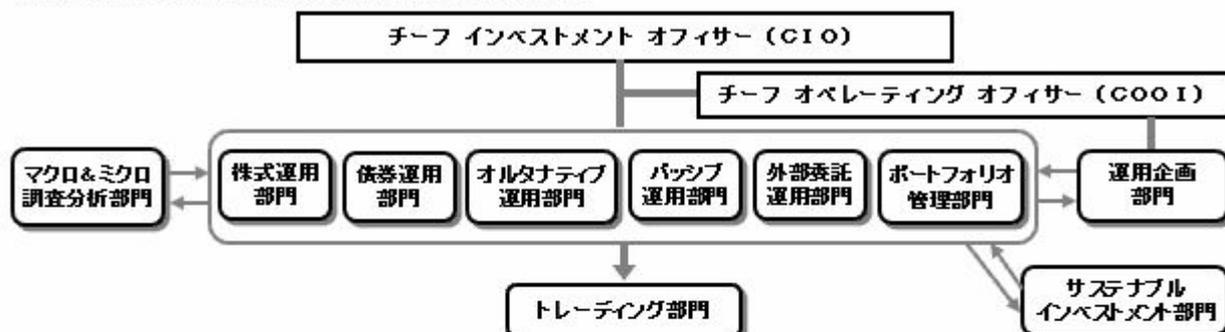 チーフ インベストメント オフィサー (CIO)
チーフ オペレーティング オフィサー (COOI)
マクロ&ミクロ
調査分析部門
株式運用
部門
債券運用
部門
オルタナティブ
運用部門
パッシブ
運用部門
外部委託
運用部門
ポートフォリオ
管理部門
運用企画
部門
トレーディング部門
サステナブル
インベストメント部門